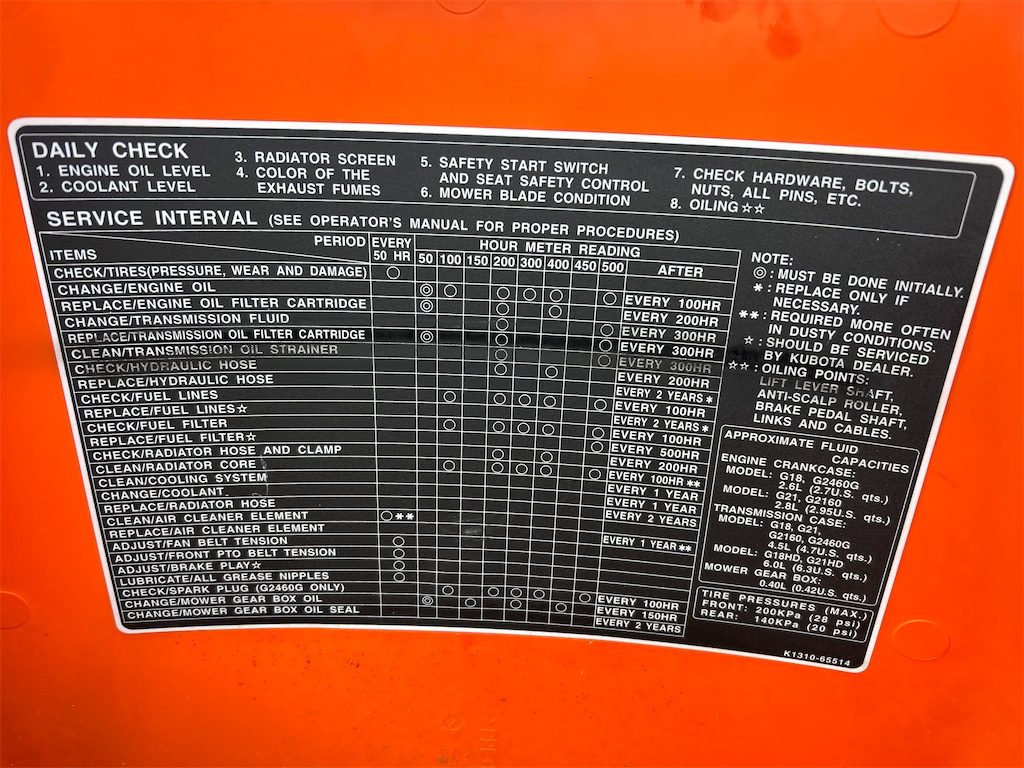 DAILY CHECK
1. ENGINE OIL LEVEL
2. COOLANT LEVEL
3. RADIATOR SCREEN
4. COLOR OF THE
EXHAUST FUMES
5. SAFETY START SWITCH
AND SEAT SAFETY CONTROL
6. MOWER BLADE CONDITION
7. CHECK HARDWARE, BOLTS,
NUTS, ALL PINS, ETC.
8. OILING☆☆
SERVICE INTERVAL (SEE OPERATOR'S MANUAL FOR PROPER PROCEDURES)
PERIOD EVERY 50 HR HOUR METER READING
ITEMS 50 100 150 200 300 400 450 500 AFTER
CHECK/TIRES(PRESSURE, WEAR AND DAMAGE) ○
CHANGE/ENGINE OIL ◎ ○ ○ ○ ○ ○ EVERY 100HR
REPLACE/ENGINE OIL FILTER CARTRIDGE ◎ ○ ○ EVERY 200HR
CHANGE/TRANSMISSION FLUID ○ ○ EVERY 300HR
REPLACE/TRANSMISSION OIL FILTER CARTRIDGE ◎ ○ ○ EVERY 300HR
CLEAN/TRANSMISSION OIL STRAINER ○ ○ EVERY 300HR
CHECK/HYDRAULIC HOSE ○ ○ EVERY 200HR
REPLACE/HYDRAULIC HOSE EVERY 2 YEARS*
CHECK/FUEL LINES ○ ○ ○ ○ ○ EVERY 100HR
REPLACE/FUEL LINES☆ EVERY 2 YEARS*
CHECK/FUEL FILTER ○ ○ ○ ○ ○ EVERY 100HR
REPLACE/FUEL FILTER☆ ○ EVERY 500HR
CHECK/RADIATOR HOSE AND CLAMP ○ ○ EVERY 200HR
CLEAN/RADIATOR CORE ○ ○ ○ ○ ○ EVERY 100HR**
CLEAN/COOLING SYSTEM EVERY 1 YEAR
CHANGE/COOLANT EVERY 1 YEAR
REPLACE/RADIATOR HOSE EVERY 2 YEARS
CLEAN/AIR CLEANER ELEMENT ○**
REPLACE/AIR CLEANER ELEMENT EVERY 1 YEAR**
ADJUST/FAN BELT TENSION ○
ADJUST/FRONT PTO BELT TENSION ○
ADJUST/BRAKE PLAY☆ ○
LUBRICATE/ALL GREASE NIPPLES ○
CHECK/SPARK PLUG (G2460G ONLY) ○ ○ ○ ○ ○ EVERY 100HR
CHANGE/MOWER GEAR BOX OIL ◎ ○ ○ ○ EVERY 150HR
CHANGE/MOWER GEAR BOX OIL SEAL EVERY 2 YEARS
NOTE:
◎: MUST BE DONE INITIALLY.
*: REPLACE ONLY IF
NECESSARY.
**: REQUIRED MORE OFTEN
IN DUSTY CONDITIONS.
☆: SHOULD BE SERVICED
BY KUBOTA DEALER.
☆☆: OILING POINTS:
LIFT LEVER SHAFT,
ANTI-SCALP ROLLER,
BRAKE PEDAL SHAFT,
LINKS AND CABLES.
APPROXIMATE FLUID
CAPACITIES
ENGINE CRANKCASE:
MODEL: G18, G2460G
2.6L (2.7U.S. qts.)
MODEL: G21, G2160
2.8L (2.95U.S. qts.)
TRANSMISSION CASE:
MODEL: G18, G21,
G2160, G2460G
4.5L (4.7U.S. qts.)
MODEL: G18HD, G21HD
6.0L (6.3U.S. qts.)
MOWER GEAR BOX:
0.40L (0.42U.S. qts.)
TIRE PRESSURES (MAX.)
FRONT: 200KPa (28 psi)
REAR: 140KPa (20 psi)
K1310-65514